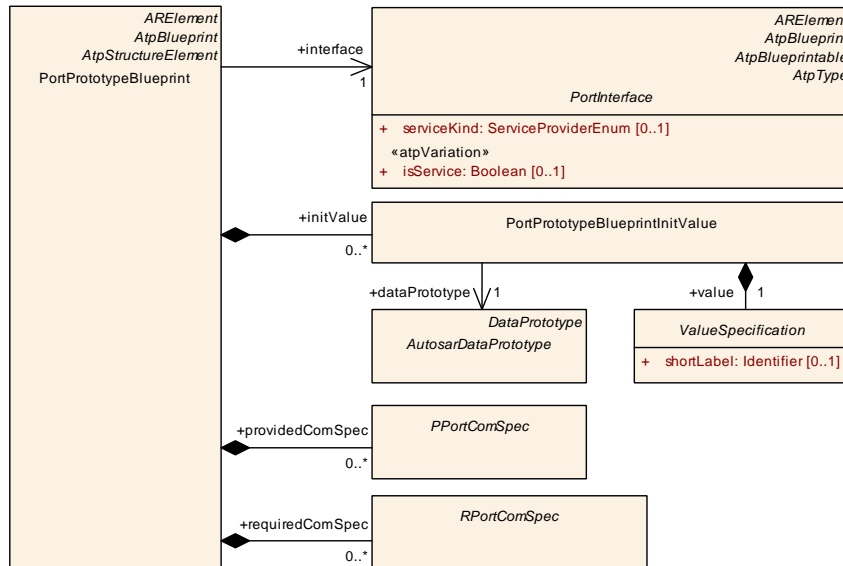 ARElement
AtpBlueprint
AtpStructureElement
PortPrototypeBlueprint
+interface
1
ARElemen
AtpBlueprin
AtpBlueprintable
AtpType
PortInterface
+ serviceKind: ServiceProviderEnum [0..1]
«atpVariation»
+ isService: Boolean [0..1]
+initValue
0..*
PortPrototypeBlueprintInitValue
+dataPrototype
1
+value
1
DataPrototype
AutosarDataPrototype
ValueSpecification
+ shortLabel: Identifier [0..1]
+providedComSpec
0..*
PPortComSpec
+requiredComSpec
0..*
RPortComSpec